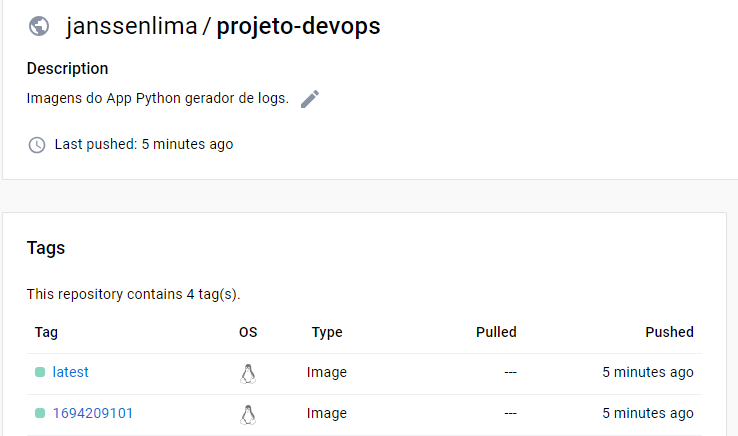 janssenlima / projeto-devops
Description
Imagens do App Python gerador de logs.
Last pushed: 5 minutes ago
Tags
This repository contains 4 tag(s).
Tag OS Type Pulled Pushed
latest Image --- 5 minutes ago
1694209101 Image --- 5 minutes ago